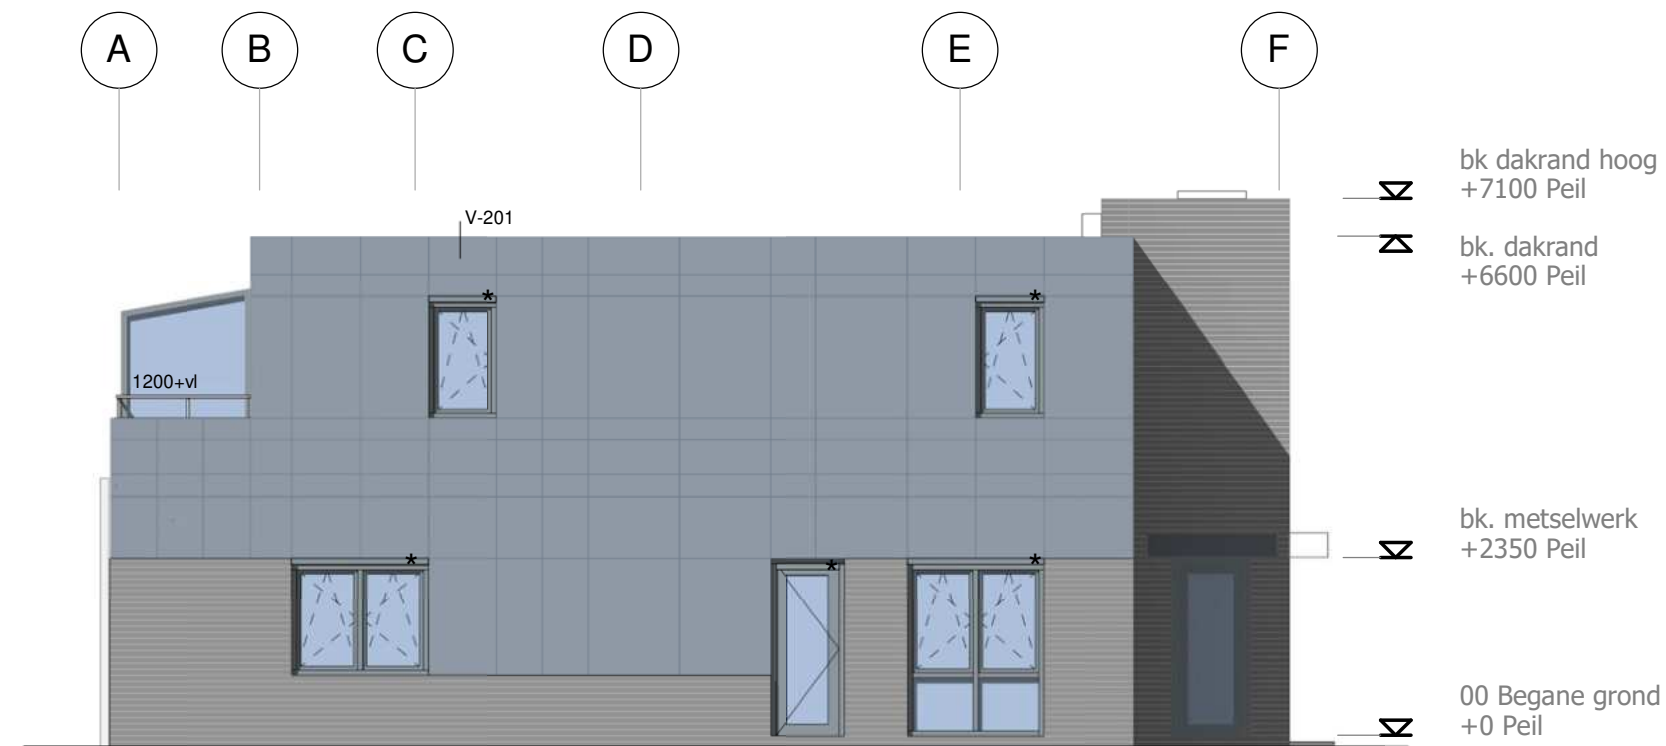 A B C D E F
bk dakrand hoog
+7100 Peil
V-201
bk. dakrand
+6600 Peil
*
*
1200+vl
bk. metselwerk
+2350 Peil
*
*
*
00 Begane grond
+0 Peil